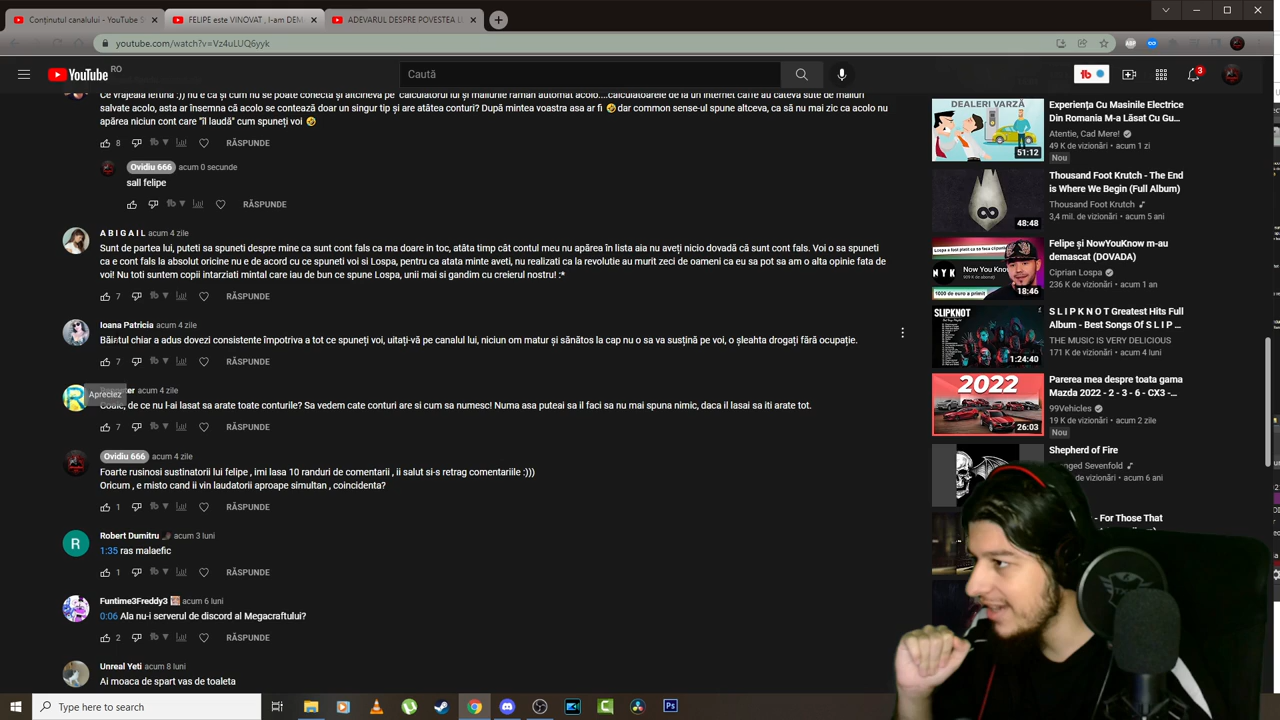 Conținutul canalului - YouTube S
FELIPE este VINOVAT , I-am DEM
ADEVARUL DESPRE POVESTEA L
youtube.com/watch?v=Vz4uLUQ6yyk
YouTube RO
Caută
3
Ce vrăjeală ieftină :)) nu e ca și cum nu se poate conecta și altcineva pe calculatorul lui și mailurile raman automat acolo....calculatoarele de la un internet caffe au câteva sute de mailuri
salvate acolo, asta ar însemna că acolo se contează doar un singur tip și are atâtea conturi? După mintea voastra asa ar fi 🤣 dar common sense-ul spune altceva, ca să nu mai zic ca acolo nu
apărea niciun cont care "îl laudă" cum spuneți voi 🤣
8 RĂSPUNDE
Ovidiu 666 acum 0 secunde
sall felipe
RĂSPUNDE
A B I G A I L acum 4 zile
Sunt de partea lui, puteti sa spuneti despre mine ca sunt cont fals ca ma doare in toc, atâta timp cât contul meu nu apărea în lista aia nu aveți nicio dovadă că sunt cont fals. Voi o sa spuneti
ca e cont fals la absolut oricine nu e de acord cu ce spuneti voi si Lospa, pentru ca atata minte aveti, nu realizati ca la revolutie au murit zeci de oameni ca eu sa pot sa am o alta opinie fata de
voi! Nu toti suntem copii intarziati mintal care iau de bun ce spune Lospa, unii mai si gandim cu creierul nostru! :*
7 RĂSPUNDE
Ioana Patricia acum 4 zile
Băiatul chiar a adus dovezi consistente împotriva a tot ce spuneți voi, uitați-vă pe canalul lui, niciun om matur și sănătos la cap nu o sa va susțină pe voi, o șleahta drogați fără ocupație.
7 RĂSPUNDE
acum 4 zile
Apreciez
de ce nu l-ai lasat sa arate toate conturile? Sa vedem cate conturi are si cum sa numesc! Numa asa puteai sa il faci sa nu mai spuna nimic, daca il lasai sa iti arate tot.
7 RĂSPUNDE
Ovidiu 666 acum 4 zile
Foarte rusinosi sustinatorii lui felipe , imi lasa 10 randuri de comentarii , ii salut si-s retrag comentariile :)))
Oricum , e misto cand ii vin laudatorii aproape simultan , coincidenta?
1 RĂSPUNDE
R
Robert Dumitru acum 3 luni
1:35 ras malaefic
1 RĂSPUNDE
Funtime3Freddy3 acum 6 luni
0:06 Ala nu-i serverul de discord al Megacraftului?
2 RĂSPUNDE
Unreal Yeti acum 8 luni
Ai moaca de spart vas de toaleta
DEALERI VARZĂ
51:12
Experiența Cu Masinile Electrice
Din Romania M-a Lăsat Cu Gu...
Atentie, Cad Mere!
49 K de vizionări • acum 1 zi
Nou
48:48
Thousand Foot Krutch - The End
is Where We Begin (Full Album)
Thousand Foot Krutch
3,4 mil. de vizionări • acum 5 ani
NYK Now You Know
1000 de euro a primit
18:46
Felipe și NowYouKnow m-au
demascat (DOVADA)
Ciprian Lospa
236 K de vizionări • acum 1 an
SLIPKNOT
1:24:40
S L I P K N O T Greatest Hits Full
Album - Best Songs Of S L I P ...
THE MUSIC IS VERY DELICIOUS
171 K de vizionări • acum 4 luni
2022
26:03
Parerea mea despre toata gama
Mazda 2022 - 2 - 3 - 6 - CX3 -...
99Vehicles
19 K de vizionări • acum 2 zile
Nou
Shepherd of Fire
Avenged Sevenfold
acum 6 ani
- For Those That
Type here to search